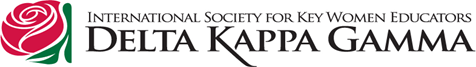 INTERNATIONAL SOCIETY FOR KEY WOMEN EDUCATORS
DELTA KAPPA GAMMA